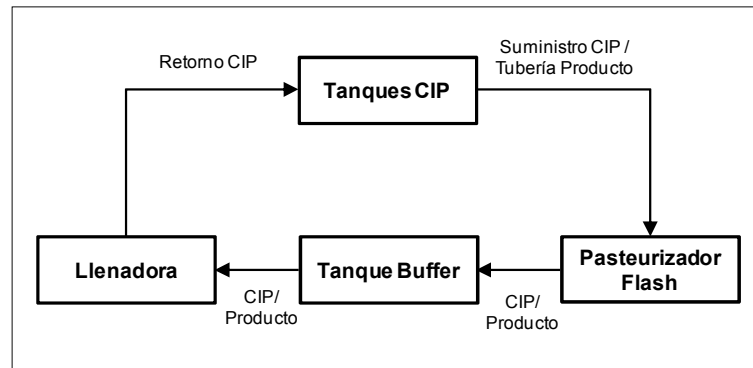 Retorno CIP
Suministro CIP /
Tubería Producto
Tanques CIP
Llenadora
Tanque Buffer
Pasteurizador
Flash
CIP/
Producto
CIP/
Producto